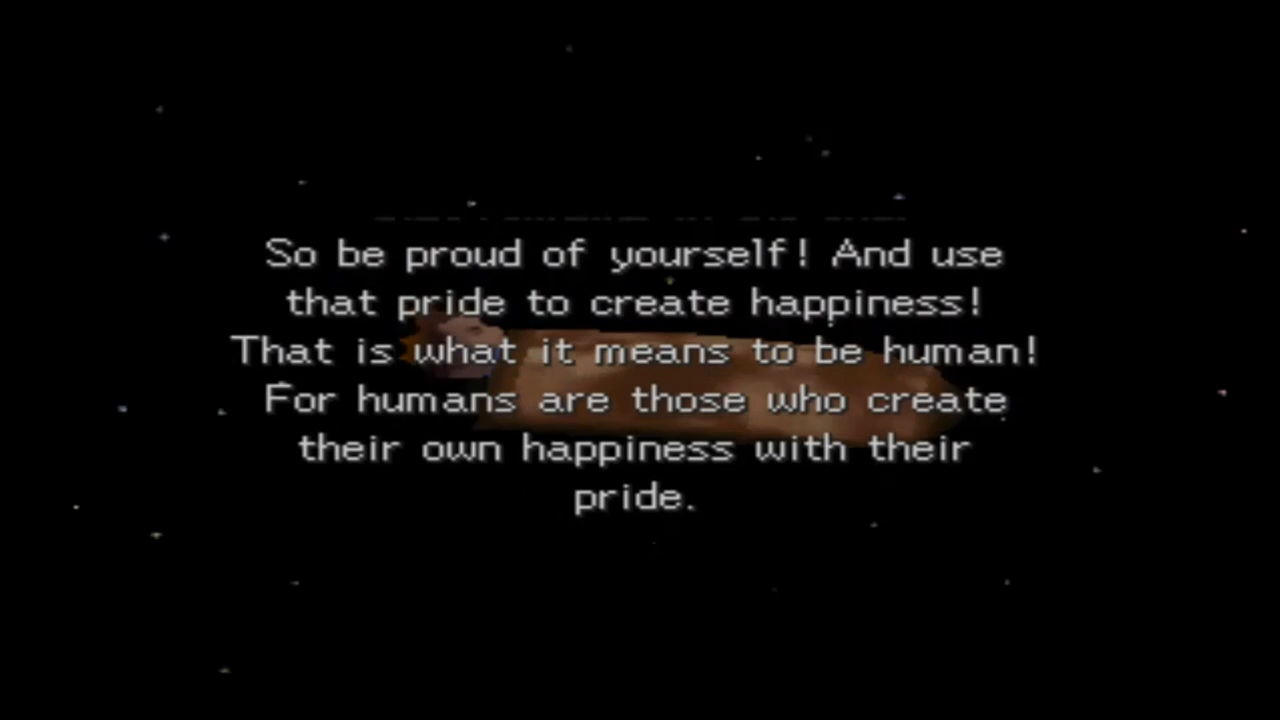 So be proud of yourself! And use
that pride to create happiness!
That is what it means to be human!
For humans are those who create
their own happiness with their
pride.